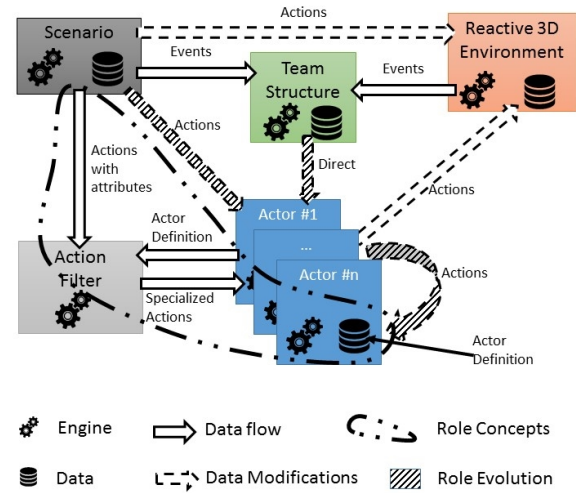 Actions
Scenario
Reactive 3D
Environment
Events
Team
Structure
Events
Actions
Actions
with
attributes
Direct
Actions
Actor #1
Actor
Definition
...
Action
Filter
Actor #n
Actions
Specialized
Actions
Actor
Definition
Engine
Data flow
Role Concepts
Data
Data Modifications
Role Evolution